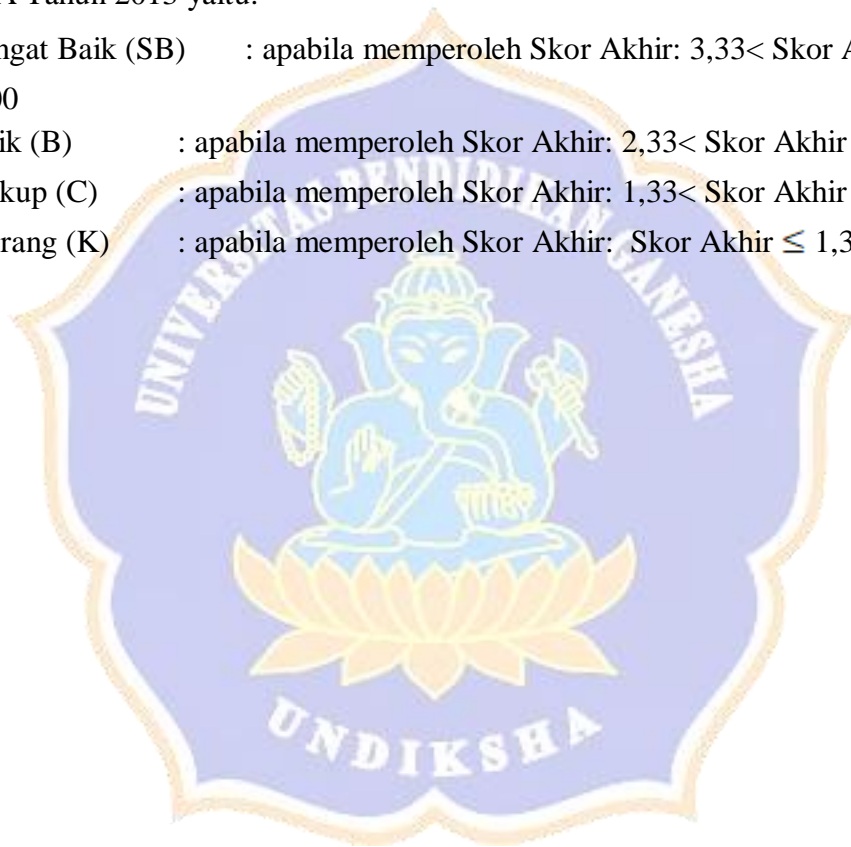 Tahun 2013 yaitu:
ngat Baik (SB) : apabila memperoleh Skor Akhir: 3,33< Skor A
00
ik (B) : apabila memperoleh Skor Akhir: 2,33< Skor Akhir
kup (C) : apabila memperoleh Skor Akhir: 1,33< Skor Akhir
rang (K) : apabila memperoleh Skor Akhir: Skor Akhir ≤ 1,3
UNIVERSITAS PENDIDIKAN GANESHA
UNDIKSHA